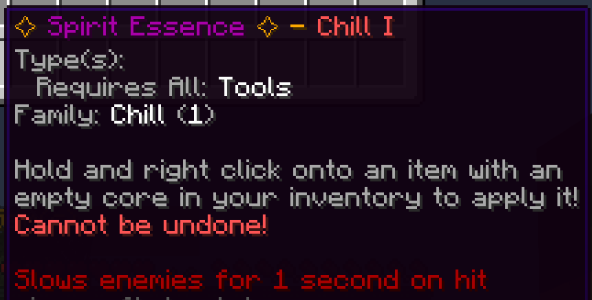 ✧ Spirit Essence ✧ - Chill I
Type(s):
Requires All: Tools
Family: Chill (1)
Hold and right click onto an item with an
empty core in your inventory to apply it!
Cannot be undone!
Slows enemies for 1 second on hit